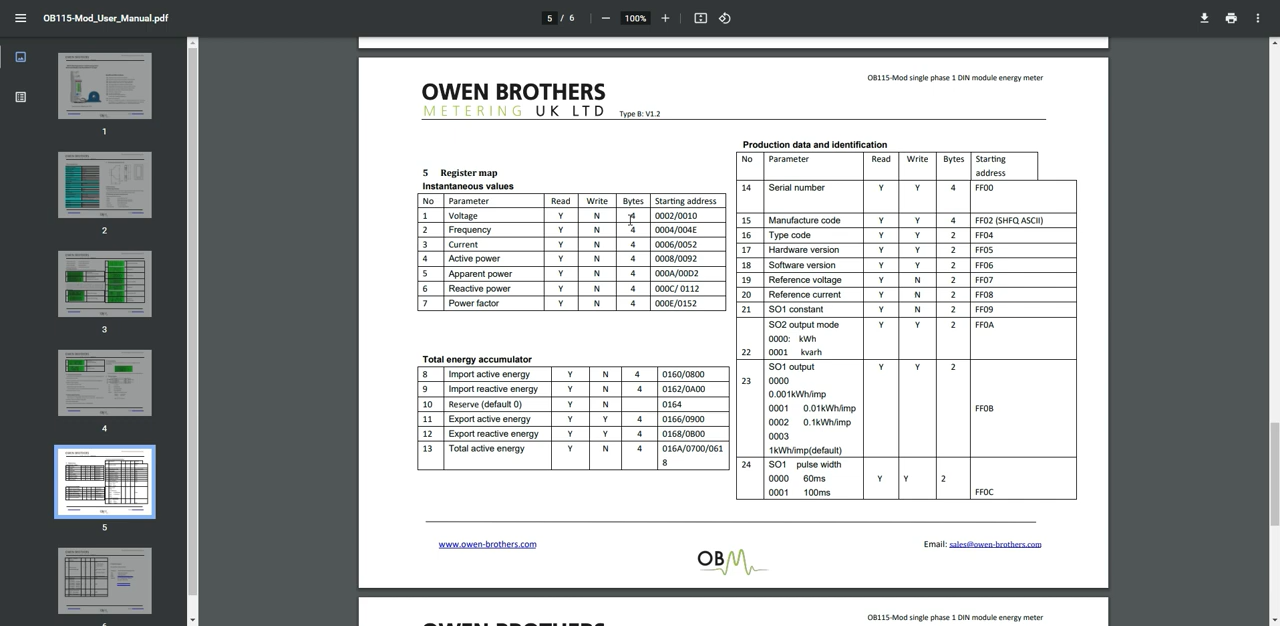 OB115-Mod_User_Manual.pdf
5 / 6
100%
1
2
3
4
5
OWEN BROTHERS
METERING UK LTD Type B: V1.2
OB115-Mod single phase 1 DIN module energy meter
5 Register map
Instantaneous values
No Parameter Read Write Bytes Starting address
1 Voltage Y N 4 0002/0010
2 Frequency Y N 4 0004/004E
3 Current Y N 4 0006/0052
4 Active power Y N 4 0008/0092
5 Apparent power Y N 4 000A/00D2
6 Reactive power Y N 4 000C/ 0112
7 Power factor Y N 4 000E/0152
Total energy accumulator
8 Import active energy Y N 4 0160/0800
9 Import reactive energy Y N 4 0162/0A00
10 Reserve (default 0) Y N 0164
11 Export active energy Y Y 4 0166/0900
12 Export reactive energy Y Y 4 0168/0B00
13 Total active energy Y N 4 016A/0700/061
8
Production data and identification
No Parameter Read Write Bytes Starting
address
14 Serial number Y Y 4 FF00
15 Manufacture code Y Y 4 FF02 (SHFQ ASCII)
16 Type code Y Y 2 FF04
17 Hardware version Y Y 2 FF05
18 Software version Y Y 2 FF06
19 Reference voltage Y N 2 FF07
20 Reference current Y N 2 FF08
21 SO1 constant Y N 2 FF09
SO2 output mode Y Y 2 FF0A
0000: kWh
22 0001 kvarh
SO1 output Y Y 2
23 0000
0.001kWh/imp
0001 0.01kWh/imp FF0B
0002 0.1kWh/imp
0003
1kWh/imp(default)
24 SO1 pulse width
0000 60ms Y Y 2
0001 100ms FF0C
www.owen-brothers.com
OB
Email: sales@owen-brothers.com
OWEN BROTHERS
OB115-Mod single phase 1 DIN module energy meter